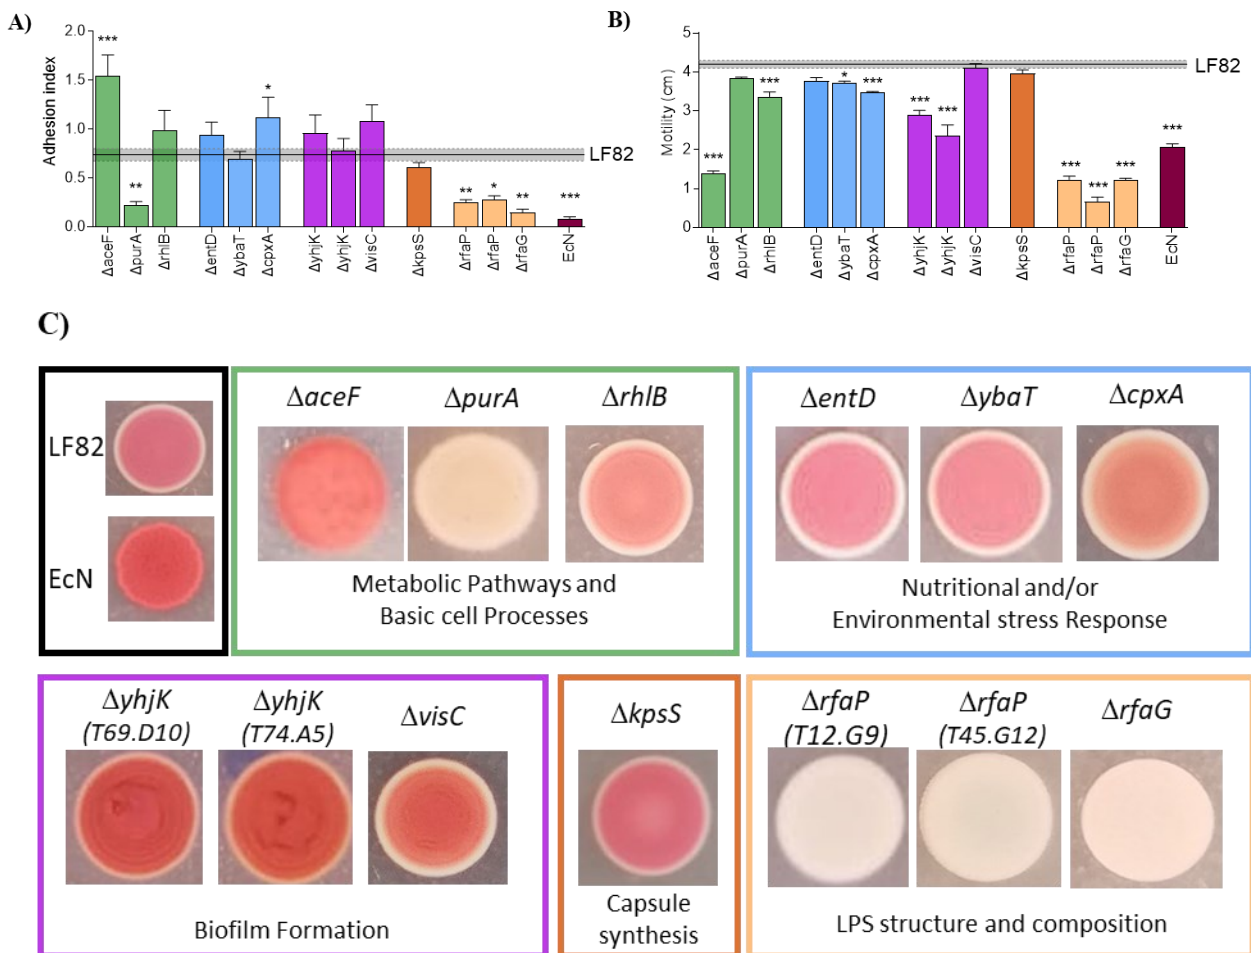 A)
Adhesion index
2.0
1.5
1.0
0.5
0.0
***
**
*
**
*
**
***
LF82
ΔaceF
ΔpurA
ΔrhlB
ΔentD
ΔybaT
ΔcpxA
ΔyhjK
ΔyhjK
ΔvisC
ΔkpsS
ΔrfaP
ΔrfaP
ΔrfaG
EcN
B)
Motility (cm)
5
4
3
2
1
0
***
***
*
***
***
***
***
***
***
***
LF82
ΔaceF
ΔpurA
ΔrhlB
ΔentD
ΔybaT
ΔcpxA
ΔyhjK
ΔyhjK
ΔvisC
ΔkpsS
ΔrfaP
ΔrfaP
ΔrfaG
EcN
C)
LF82
EcN
ΔaceF ΔpurA ΔrhlB
Metabolic Pathways and
Basic cell Processes
ΔentD ΔybaT ΔcpxA
Nutritional and/or
Environmental stress Response
ΔyhjK ΔyhjK ΔvisC
(T69.D10) (T74.A5)
Biofilm Formation
ΔkpsS
Capsule
synthesis
ΔrfaP ΔrfaP ΔrfaG
(T12.G9) (T45.G12)
LPS structure and composition